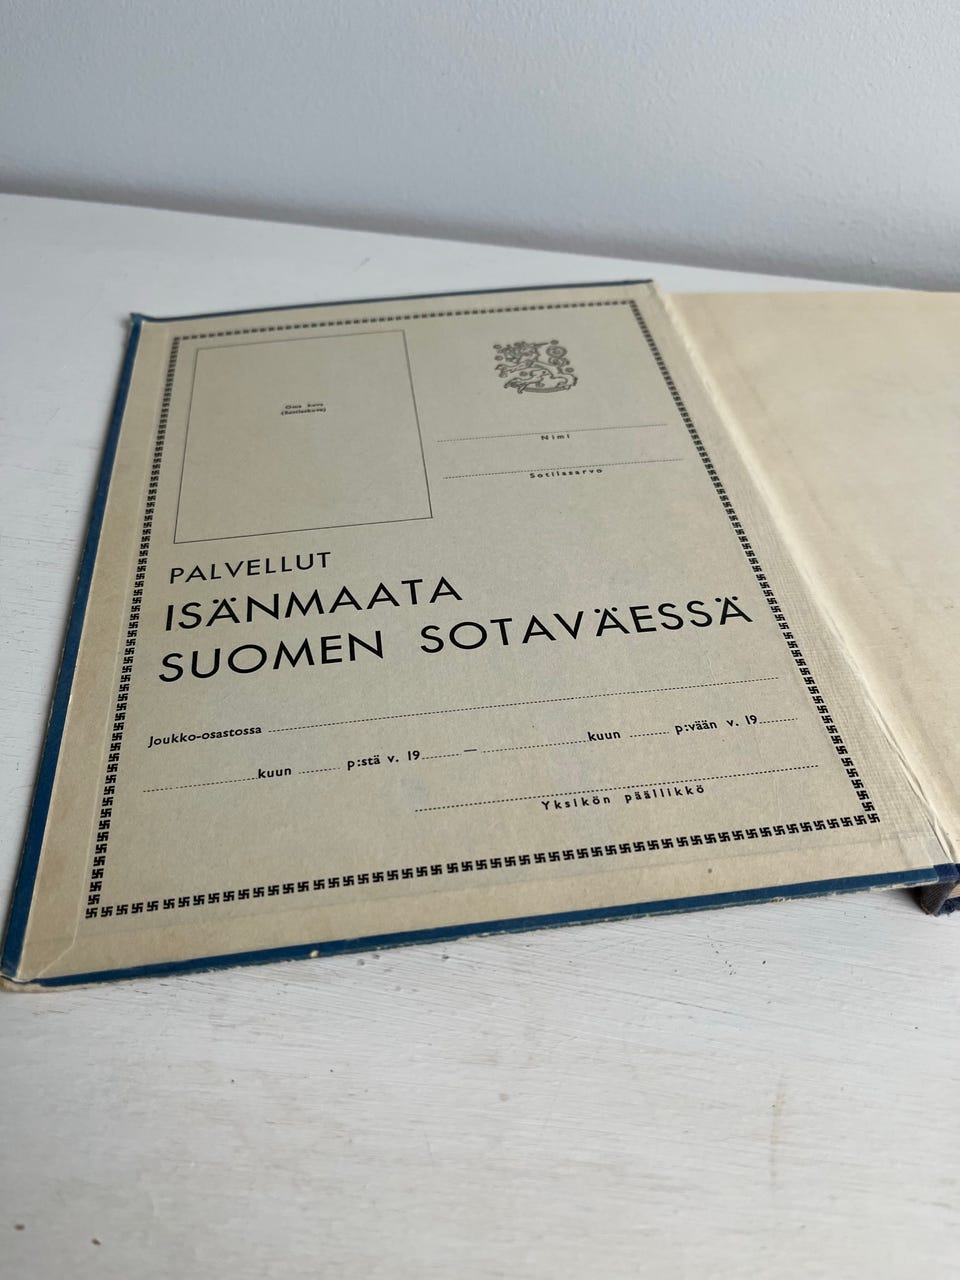 Oma kuva
(Sotilaskuva)
Nimi
Sotilasarvo
PALVELLUT
ISÄNMAATA
SUOMEN SOTAVÄESSÄ
Joukko-osastossa
kuun p:stä v. 19 — kuun p:vään v. 19
Yksikön päällikkö